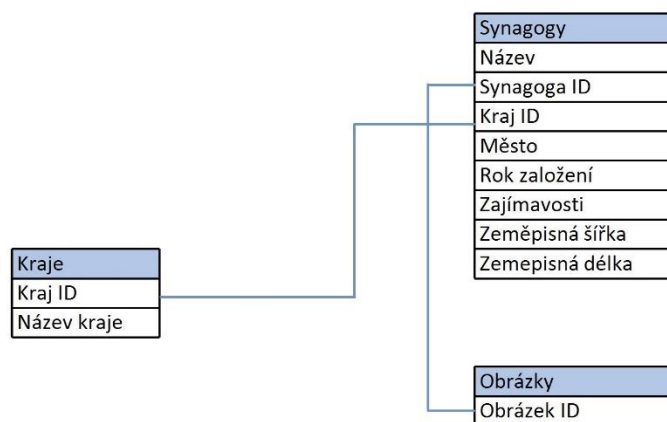 Synagogy
Název
Synagoga ID
Kraj ID
Město
Rok založení
Zajímavosti
Zeměpisná šířka
Zemepisná délka
Kraje
Kraj ID
Název kraje
Obrázky
Obrázek ID